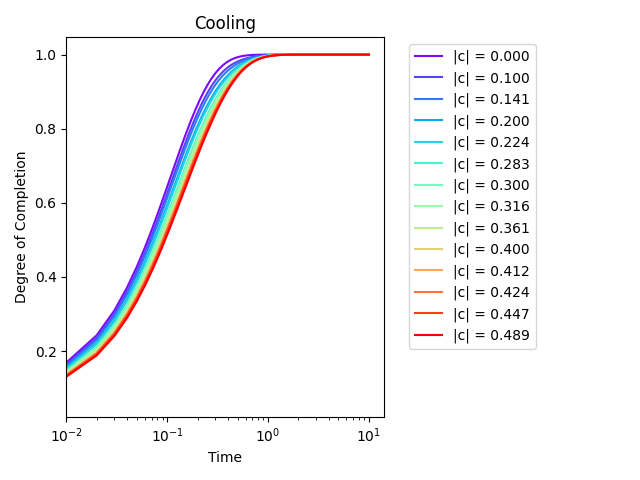 Cooling
Degree of Completion
1.0
0.8
0.6
0.4
0.2
10⁻² 10⁻¹ 10⁰ 10¹
Time
|c| = 0.000
|c| = 0.100
|c| = 0.141
|c| = 0.200
|c| = 0.224
|c| = 0.283
|c| = 0.300
|c| = 0.316
|c| = 0.361
|c| = 0.400
|c| = 0.412
|c| = 0.424
|c| = 0.447
|c| = 0.489